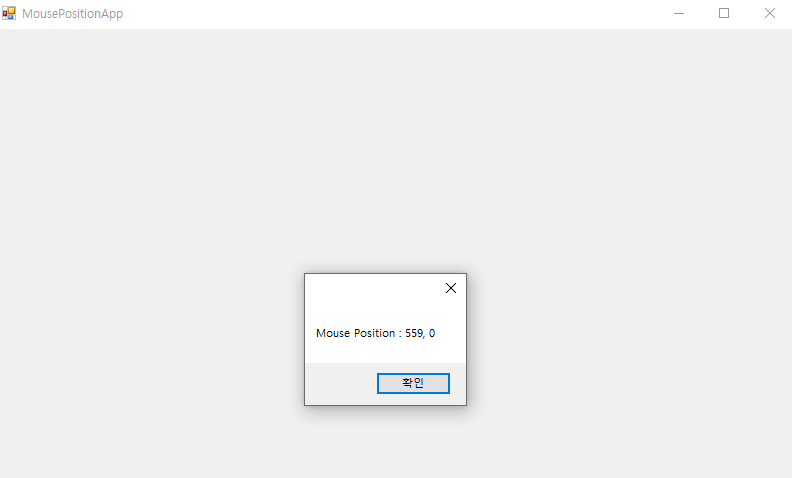 MousePositionApp
Mouse Position : 559, 0
확인